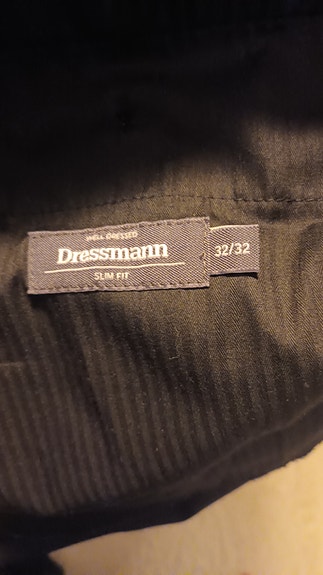 WELL DRESSED
Dressmann
SLIM FIT
32/32